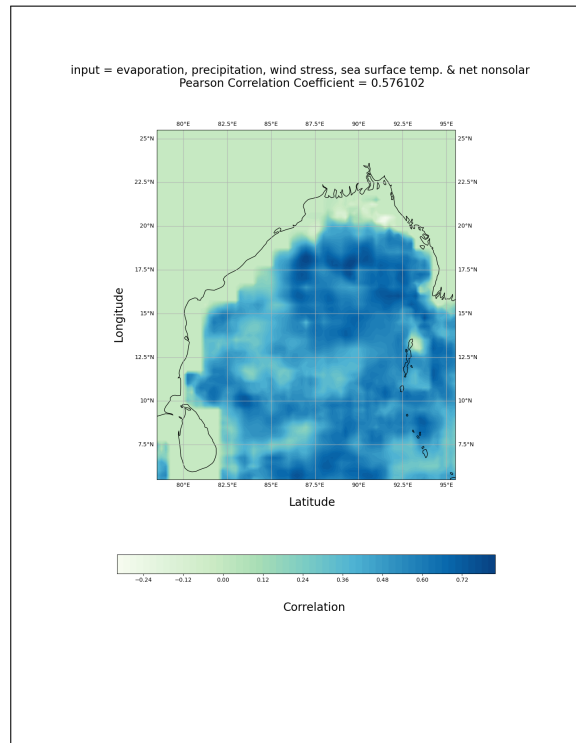 input = evaporation, precipitation, wind stress, sea surface temp. & net nonsolar
Pearson Correlation Coefficient = 0.576102
80°E 82.5°E 85°E 87.5°E 90°E 92.5°E 95°E
25°N 25°N
22.5°N 22.5°N
20°N 20°N
17.5°N 17.5°N
Longitude
15°N 15°N
12.5°N 12.5°N
10°N 10°N
7.5°N 7.5°N
80°E 82.5°E 85°E 87.5°E 90°E 92.5°E 95°E
Latitude
−0.24 −0.12 0.00 0.12 0.24 0.36 0.48 0.60 0.72
Correlation